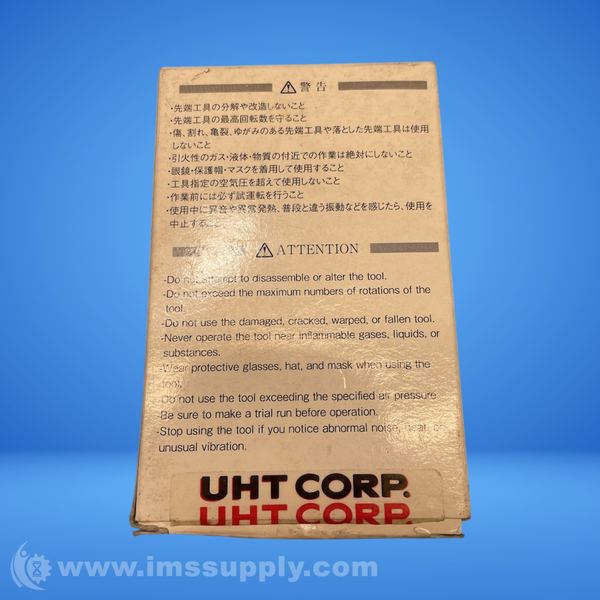 ⚠ 警告
・先端工具の分解や改造しないこと
・先端工具の最高回転数を守ること
・傷、割れ、亀裂、ゆがみのある先端工具や落とした先端工具は使用
しないこと
・引火性のガス・液体・物質の付近での作業は絶対にしないこと
・眼鏡・保護帽・マスクを着用して使用すること
・工具指定の空気圧を超えて使用しないこと
・作業前には必ず試運転を行うこと
・使用中に異音や異常発熱、普段と違う振動などを感じたら、使用を
中止すること
⚠ ATTENTION
-Do not attempt to disassemble or alter the tool.
-Do not exceed the maximum numbers of rotations of the
tool.
-Do not use the damaged, cracked, warped, or fallen tool.
-Never operate the tool near inflammable gases, liquids, or
substances.
-Wear protective glasses, hat, and mask when using the
tool.
-Do not use the tool exceeding the specified air pressure
-Be sure to make a trial run before operation.
-Stop using the tool if you notice abnormal noise, heat, or
unusual vibration.
UHT CORP.
UHT CORP.
www.imssupply.com